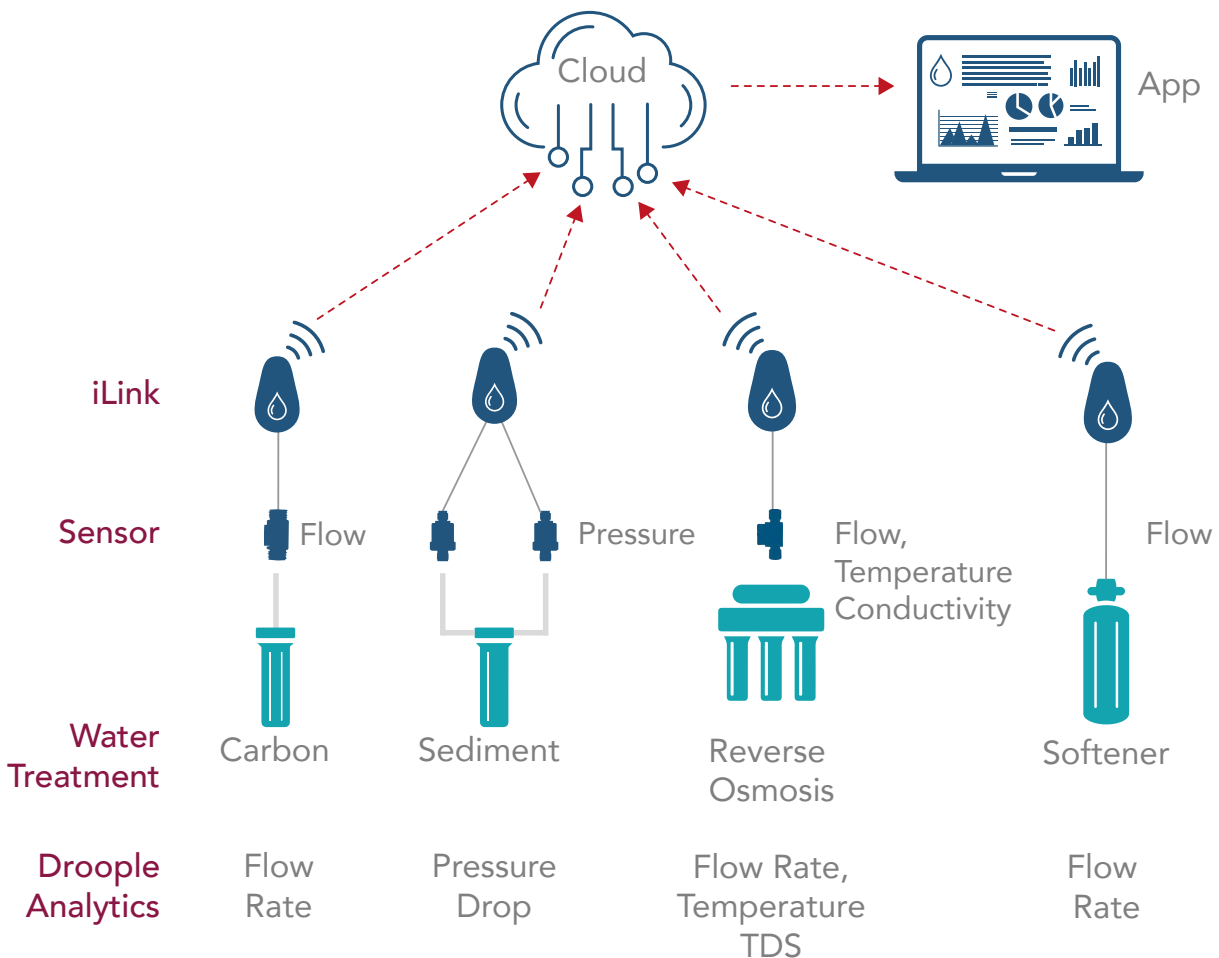 Cloud
App
iLink
Sensor
Flow
Pressure
Flow,
Temperature
Conductivity
Flow
Water
Treatment
Carbon
Sediment
Reverse
Osmosis
Softener
Droople
Analytics
Flow
Rate
Pressure
Drop
Flow Rate,
Temperature
TDS
Flow
Rate